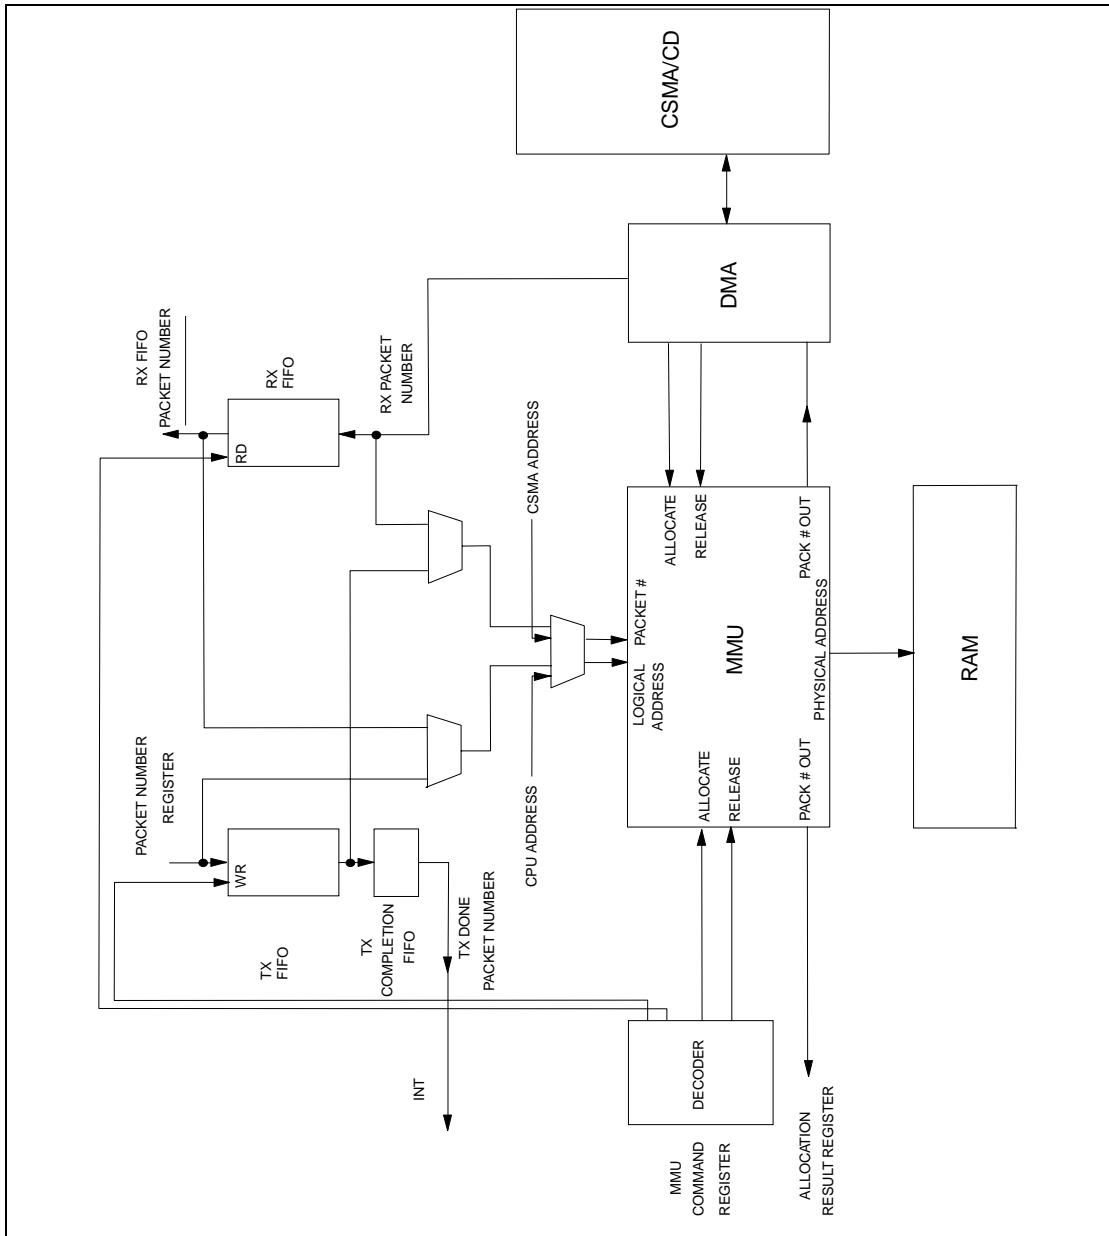 CSMA/CD
DMA
RX FIFO
PACKET NUMBER
RX
FIFO
RD
RX PACKET
NUMBER
CSMA ADDRESS
ALLOCATE
RELEASE
PACK # OUT
PACKET #
LOGICAL
ADDRESS
MMU
PHYSICAL ADDRESS
RAM
PACKET NUMBER
REGISTER
WR
TX
FIFO
TX
COMPLETION
FIFO
TX DONE
PACKET NUMBER
CPU ADDRESS
ALLOCATE
RELEASE
PACK # OUT
INT
DECODER
MMU
COMMAND
REGISTER
ALLOCATION
RESULT REGISTER